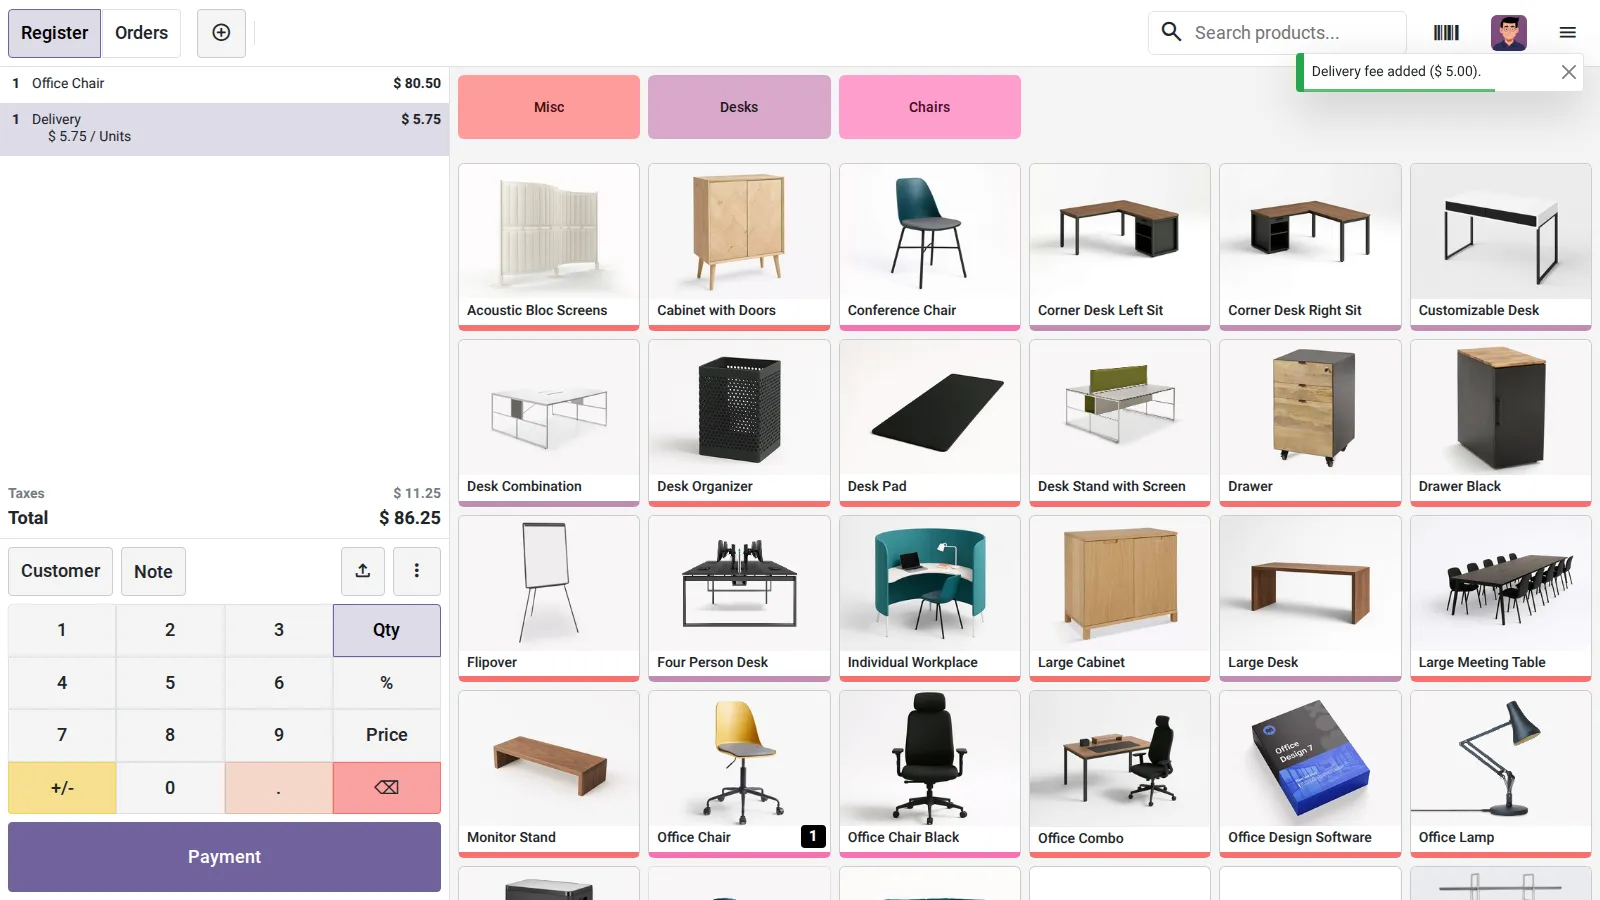 Register
Orders
Search products...
Delivery fee added ($ 5.00).
1 Office Chair $ 80.50
1 Delivery $ 5.75
$ 5.75 / Units
Taxes $ 11.25
Total $ 86.25
Customer
Note
1 2 3 Qty
4 5 6 %
7 8 9 Price
+/- 0 . ⌫
Payment
Misc
Desks
Chairs
Acoustic Bloc Screens
Cabinet with Doors
Conference Chair
Corner Desk Left Sit
Corner Desk Right Sit
Customizable Desk
Desk Combination
Desk Organizer
Desk Pad
Desk Stand with Screen
Drawer
Drawer Black
Flipover
Four Person Desk
Individual Workplace
Large Cabinet
Large Desk
Large Meeting Table
Office
Design 7
Monitor Stand
Office Chair
1
Office Chair Black
Office Combo
Office Design Software
Office Lamp